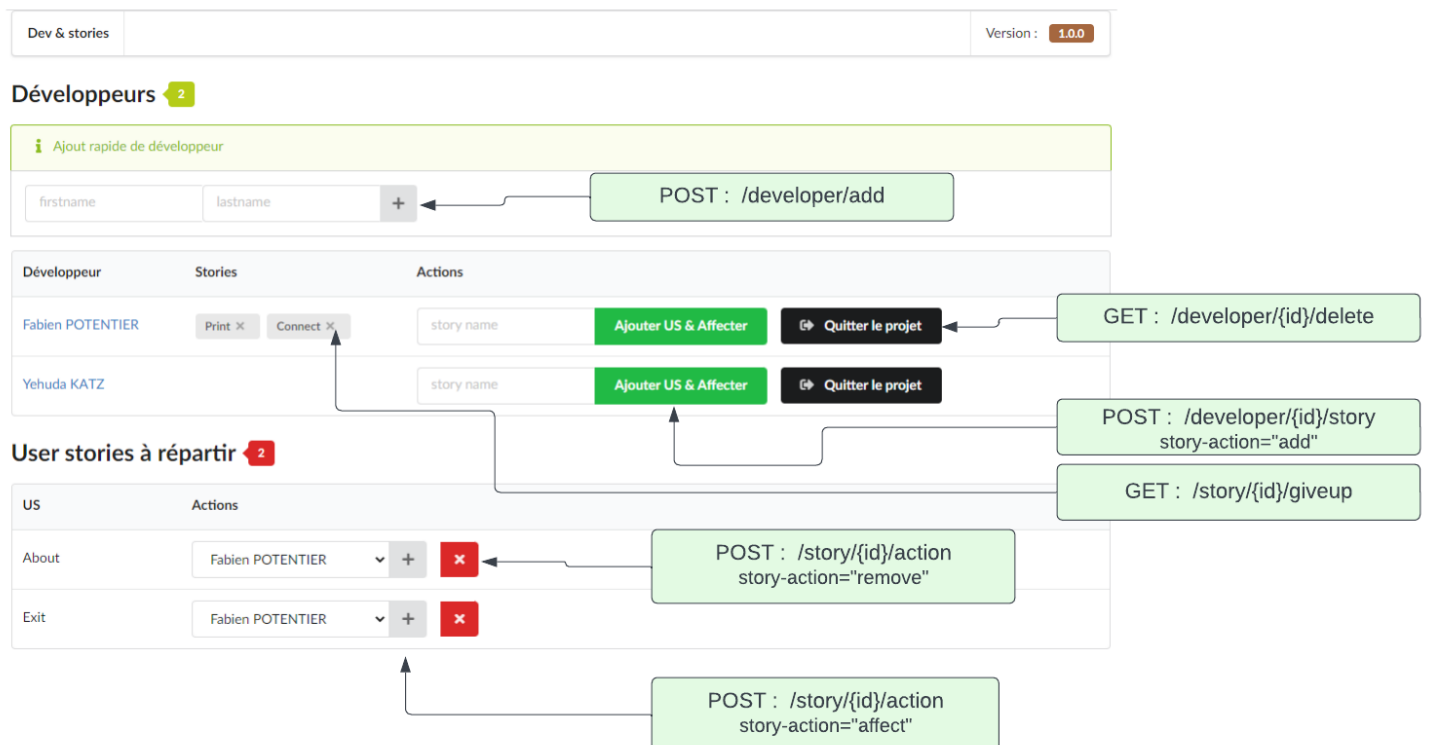 Dev & stories
Version : 1.0.0
Développeurs 2
Ajout rapide de développeur
firstname lastname +
POST : /developer/add
Développeur Stories Actions
Fabien POTENTIER Print × Connect × story name Ajouter US & Affecter Quitter le projet
GET : /developer/{id}/delete
Yehuda KATZ story name Ajouter US & Affecter Quitter le projet
POST : /developer/{id}/story
story-action="add"
User stories à répartir 2
GET : /story/{id}/giveup
US Actions
About Fabien POTENTIER + ×
POST : /story/{id}/action
story-action="remove"
Exit Fabien POTENTIER + ×
POST : /story/{id}/action
story-action="affect"